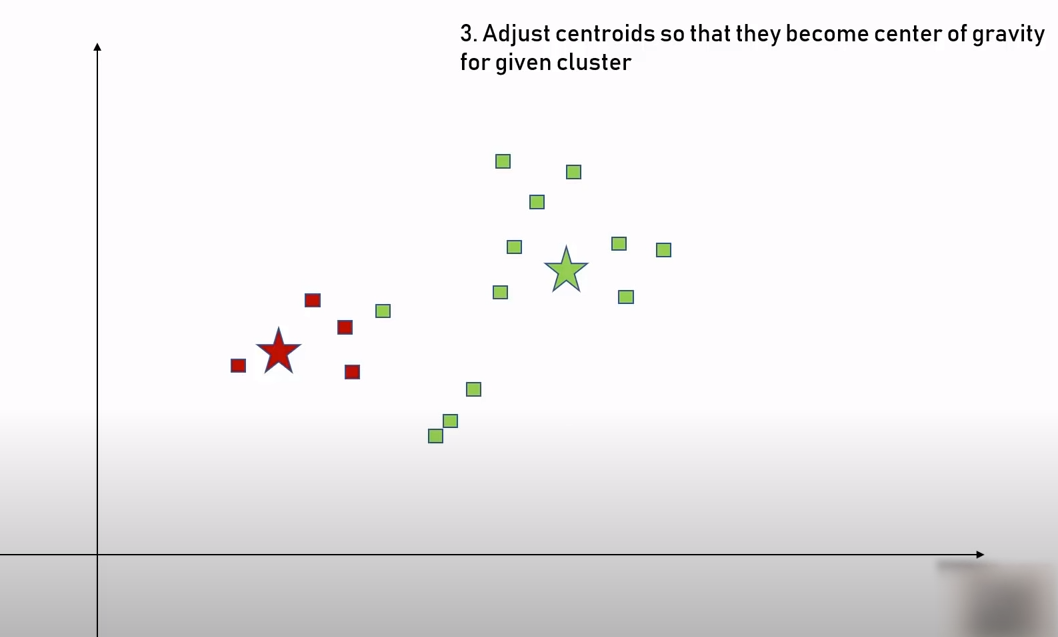 3. Adjust centroids so that they become center of gravity
for given cluster